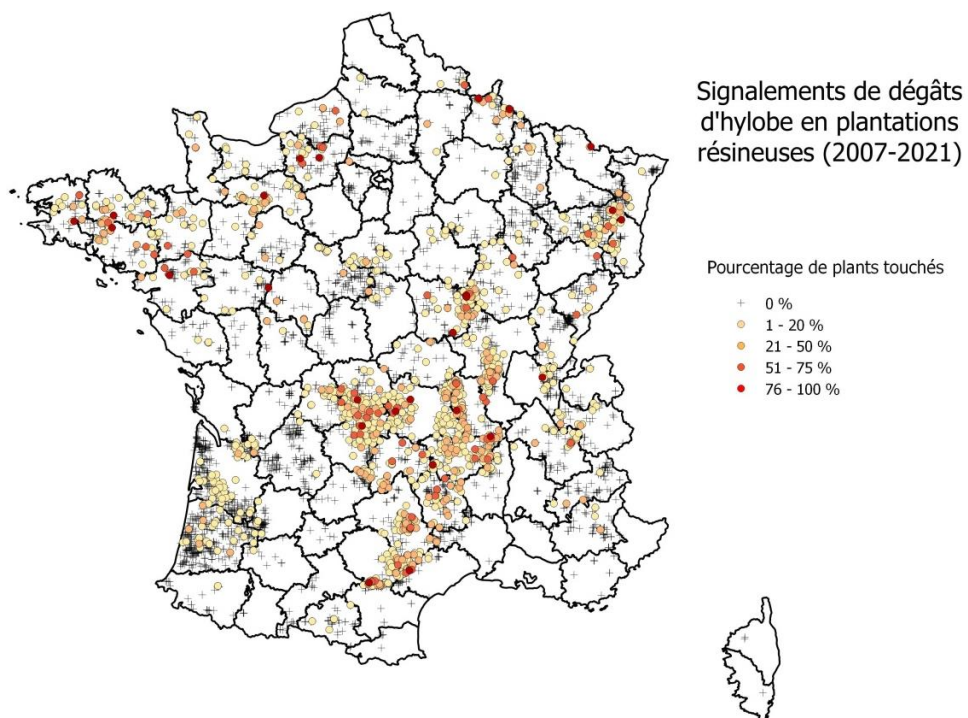 Signalements de dégâts
d'hylobe en plantations
résineuses (2007-2021)
Pourcentage de plants touchés
0 %
1 - 20 %
21 - 50 %
51 - 75 %
76 - 100 %